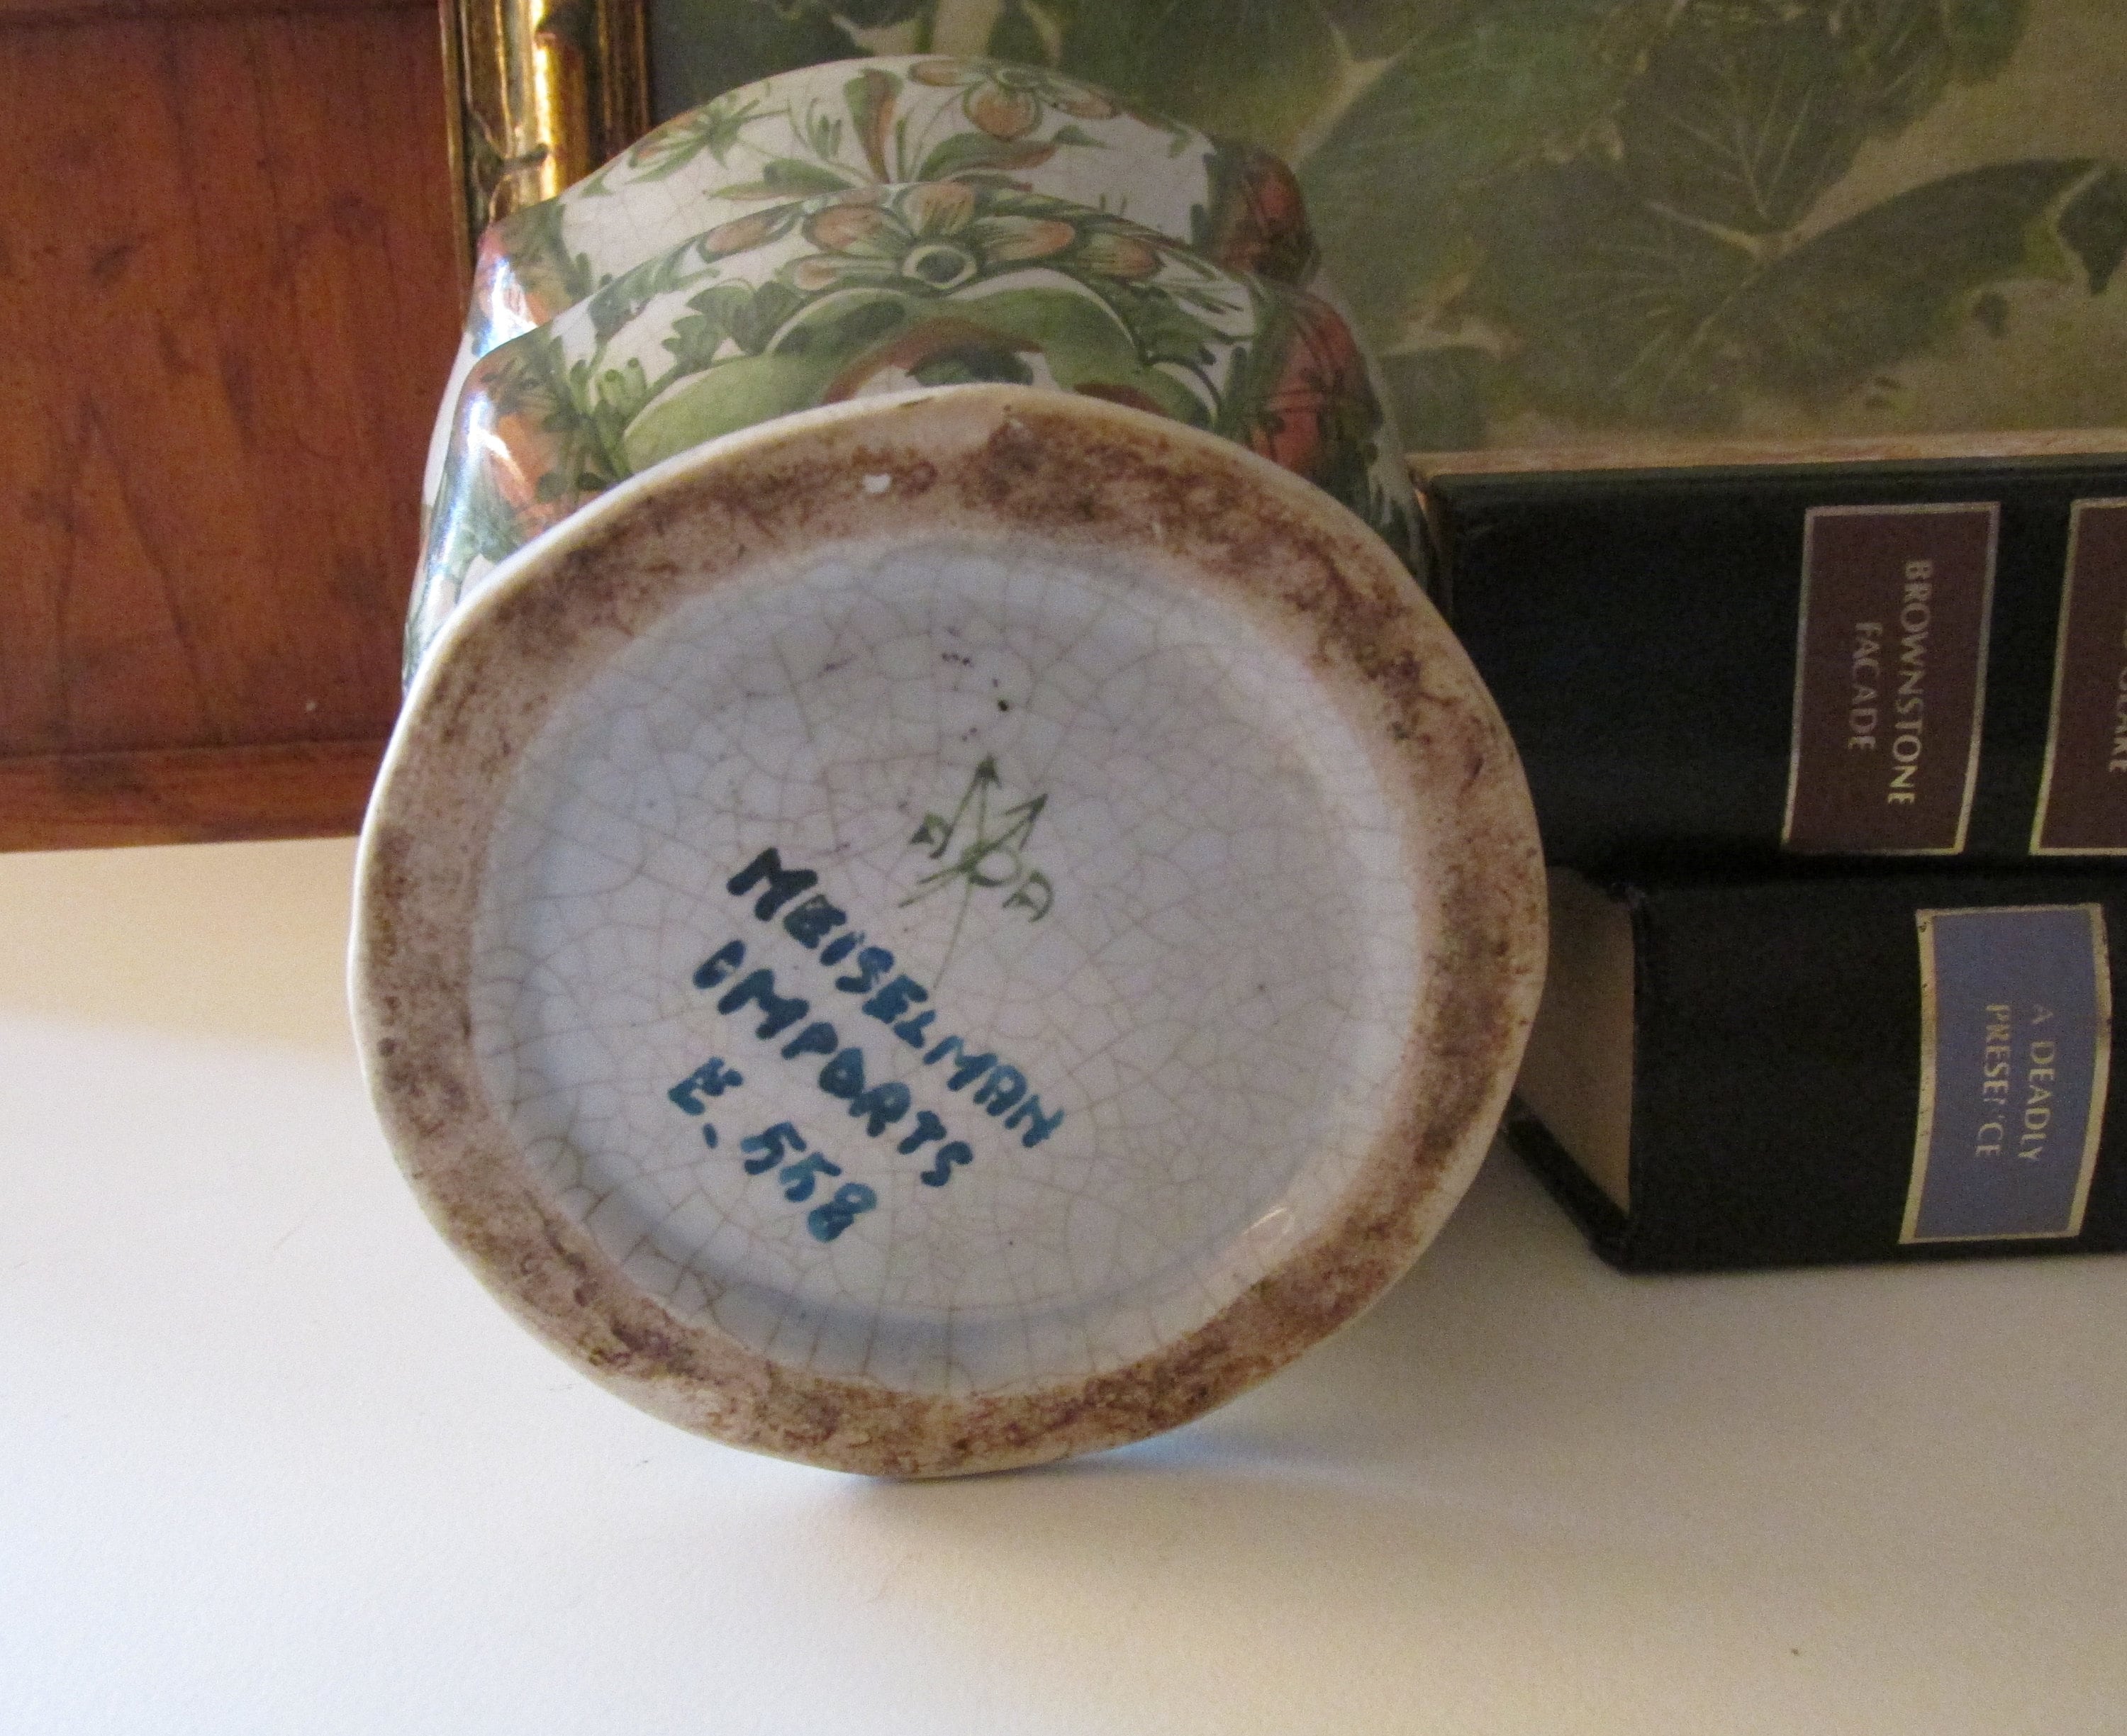 MEISELMAN
IMPORTS
E. 558
BROWNSTONE
FACADE
A DEADLY
PRESENCE